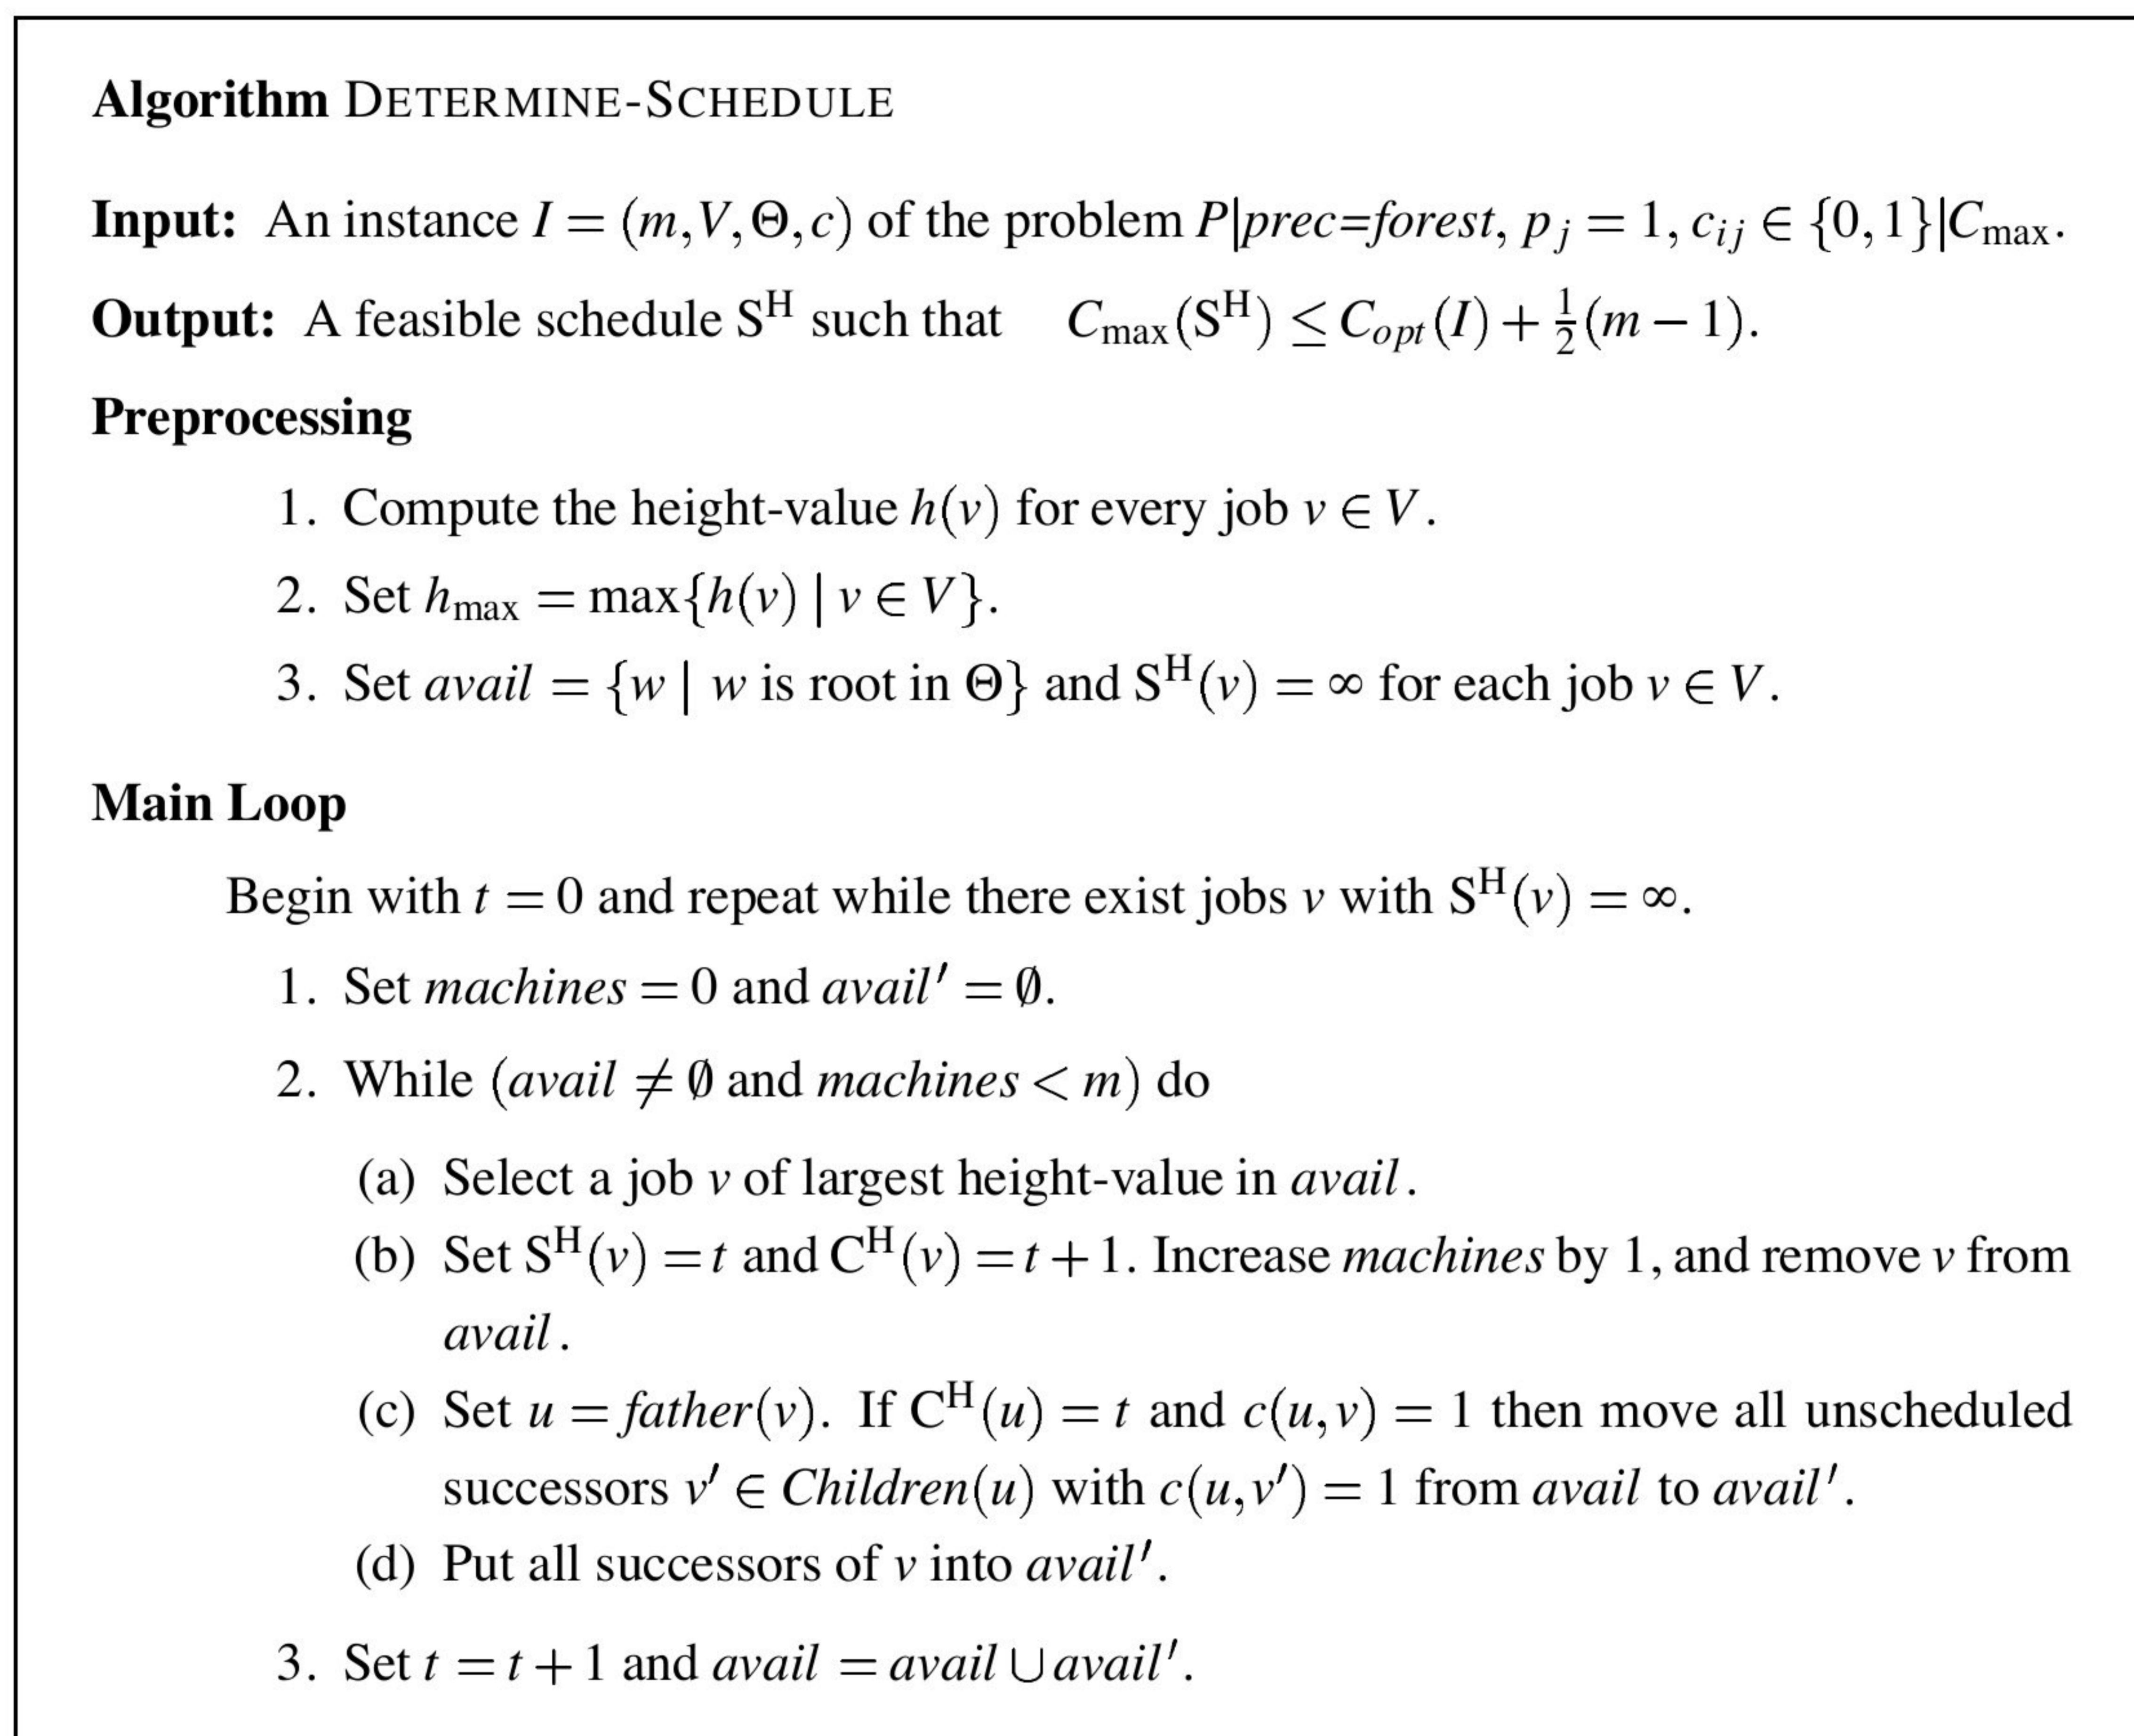 Algorithm DETERMINE-SCHEDULE
Input: An instance I = (m, V, Θ, c) of the problem P|prec=forest, p_j = 1, c_ij ∈ {0, 1}|C_max.
Output: A feasible schedule S^H such that C_max(S^H) ≤ C_opt(I) + ½(m − 1).
Preprocessing
1. Compute the height-value h(v) for every job v ∈ V.
2. Set h_max = max{h(v) | v ∈ V}.
3. Set avail = {w | w is root in Θ} and S^H(v) = ∞ for each job v ∈ V.
Main Loop
Begin with t = 0 and repeat while there exist jobs v with S^H(v) = ∞.
1. Set machines = 0 and avail′ = ∅.
2. While (avail ≠ ∅ and machines < m) do
(a) Select a job v of largest height-value in avail.
(b) Set S^H(v) = t and C^H(v) = t + 1. Increase machines by 1, and remove v from
avail.
(c) Set u = father(v). If C^H(u) = t and c(u, v) = 1 then move all unscheduled
successors v′ ∈ Children(u) with c(u, v′) = 1 from avail to avail′.
(d) Put all successors of v into avail′.
3. Set t = t + 1 and avail = avail ∪ avail′.